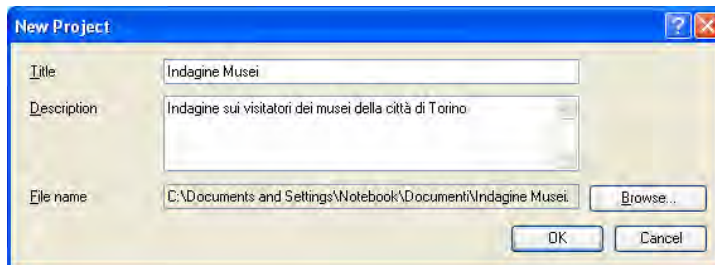 New Project
Title
Indagine Musei
Description
Indagine sui visitatori dei musei della città di Torino
File name
C:\Documents and Settings\Notebook\Documenti\Indagine Musei.
Browse...
OK
Cancel